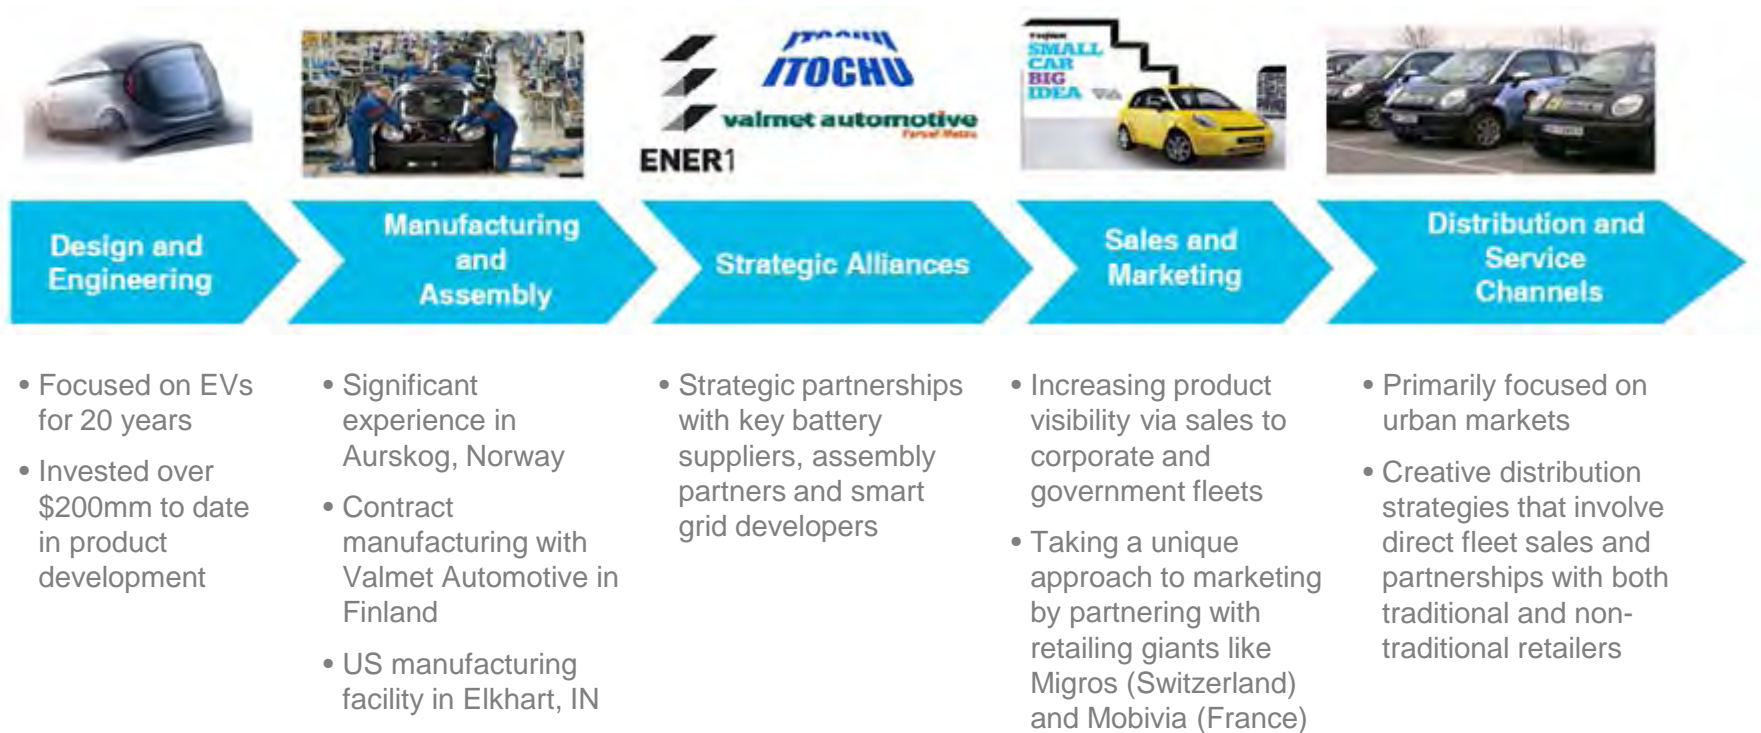 ITOCHU
valmet automotive
ENER1
SMALL
CAR
BIG
IDEA
Design and
Engineering
Manufacturing
and
Assembly
Strategic Alliances
Sales and
Marketing
Distribution and
Service
Channels
• Focused on EVs
for 20 years
• Invested over
$200mm to date
in product
development
• Significant
experience in
Aurskog, Norway
• Contract
manufacturing with
Valmet Automotive in
Finland
• US manufacturing
facility in Elkhart, IN
• Strategic partnerships
with key battery
suppliers, assembly
partners and smart
grid developers
• Increasing product
visibility via sales to
corporate and
government fleets
• Taking a unique
approach to marketing
by partnering with
retailing giants like
Migros (Switzerland)
and Mobivia (France)
• Primarily focused on
urban markets
• Creative distribution
strategies that involve
direct fleet sales and
partnerships with both
traditional and non-
traditional retailers